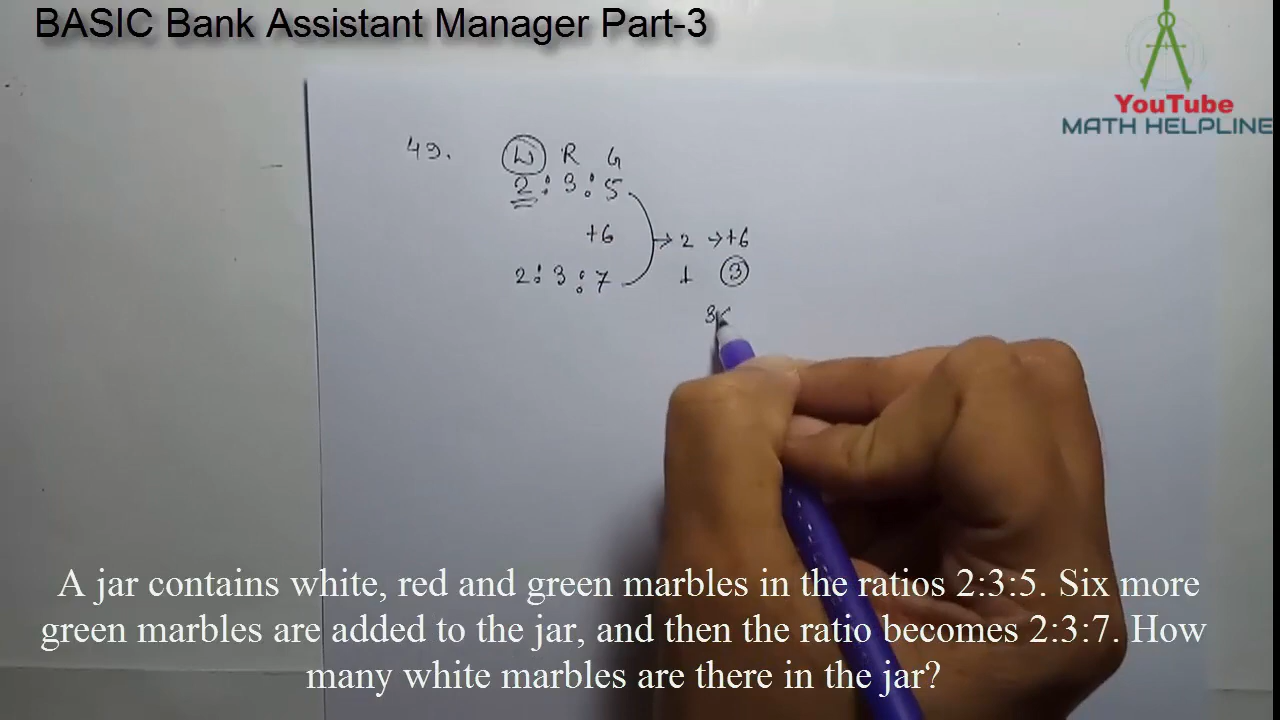 BASIC Bank Assistant Manager Part-3
YouTube
MATH HELPLINE
49. W R G
2:3:5
+6 → 2 → +6
2:3:7 1 3
3
A jar contains white, red and green marbles in the ratios 2:3:5. Six more
green marbles are added to the jar, and then the ratio becomes 2:3:7. How
many white marbles are there in the jar?